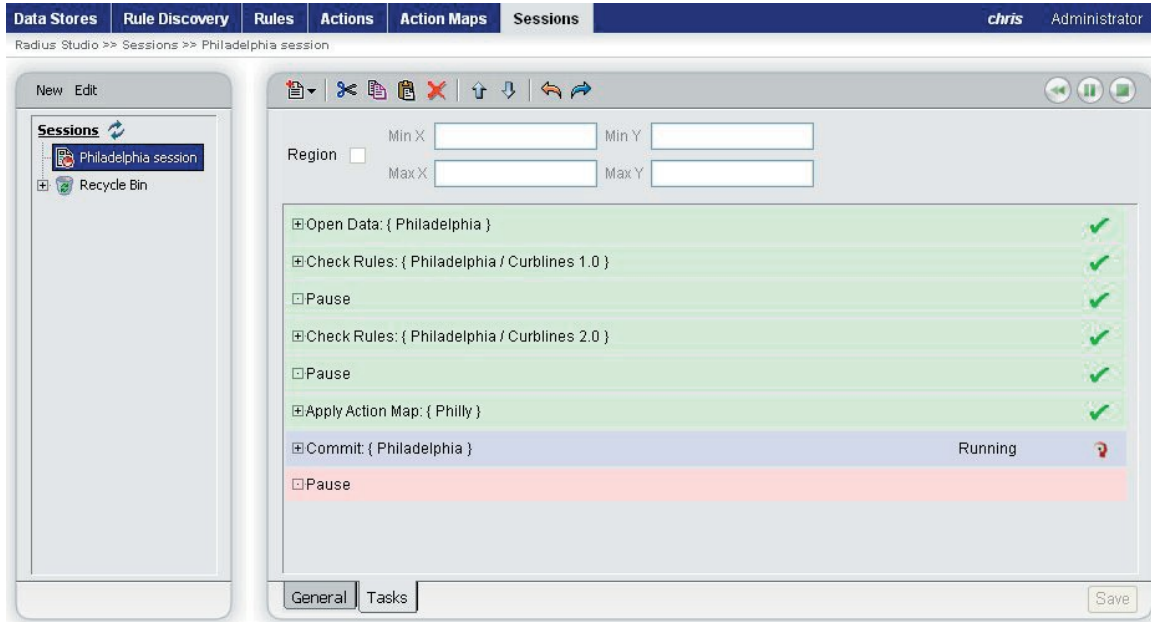 Data Stores Rule Discovery Rules Actions Action Maps Sessions chris Administrator
Radius Studio >> Sessions >> Philadelphia session
New Edit
Sessions
Philadelphia session
Recycle Bin
Region Min X Min Y
Max X Max Y
Open Data: { Philadelphia }
Check Rules: { Philadelphia / Curblines 1.0 }
Pause
Check Rules: { Philadelphia / Curblines 2.0 }
Pause
Apply Action Map: { Philly }
Commit: { Philadelphia } Running
Pause
General Tasks Save